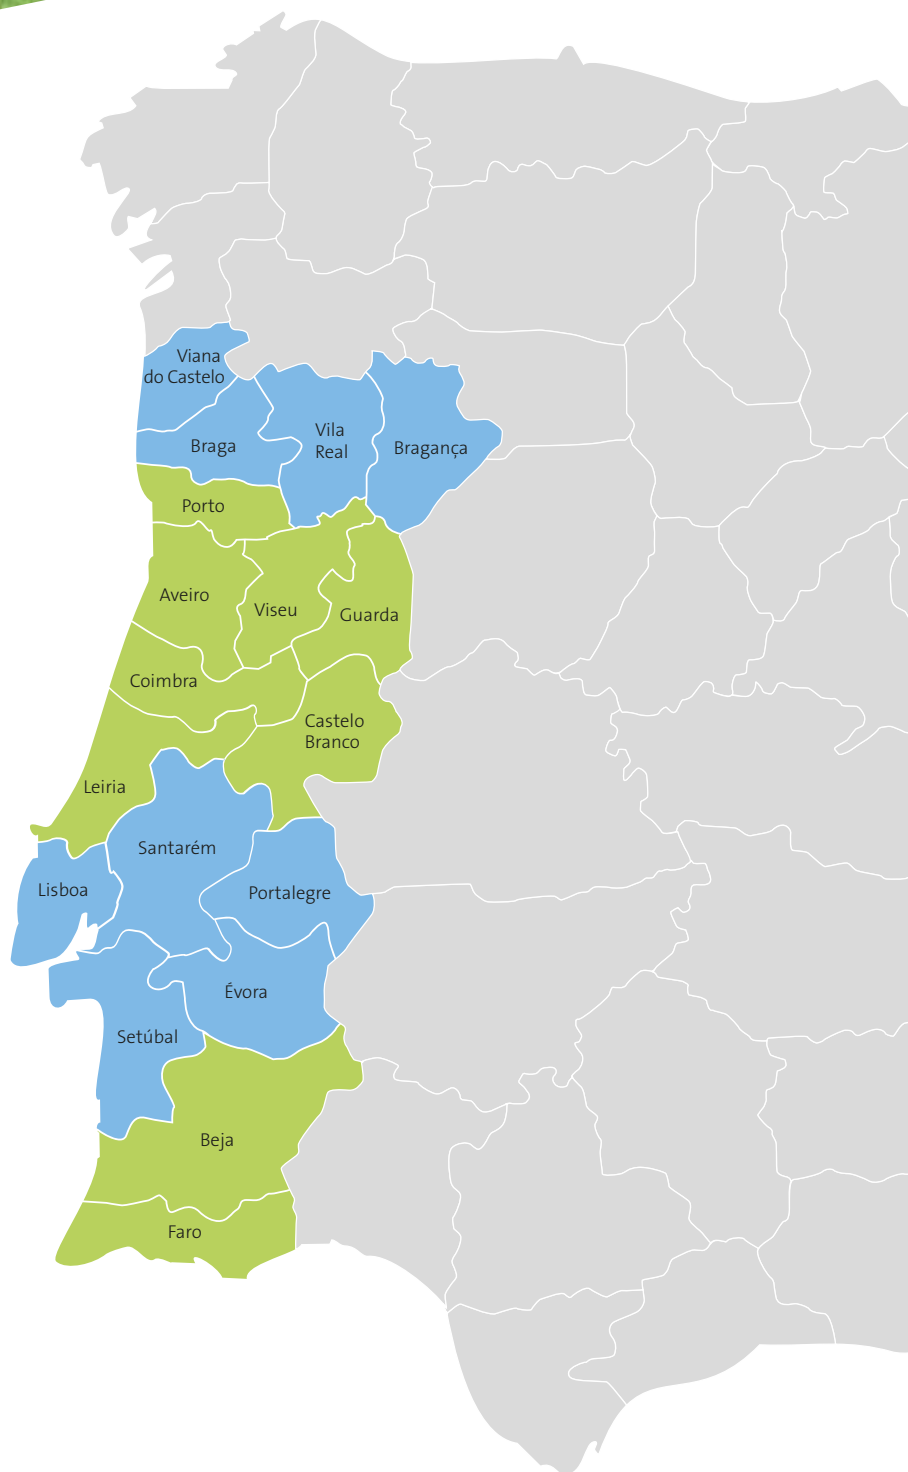 Viana
do Castelo
Braga
Vila
Real
Bragança
Porto
Aveiro
Viseu
Guarda
Coimbra
Castelo
Branco
Leiria
Santarém
Lisboa
Portalegre
Évora
Setúbal
Beja
Faro